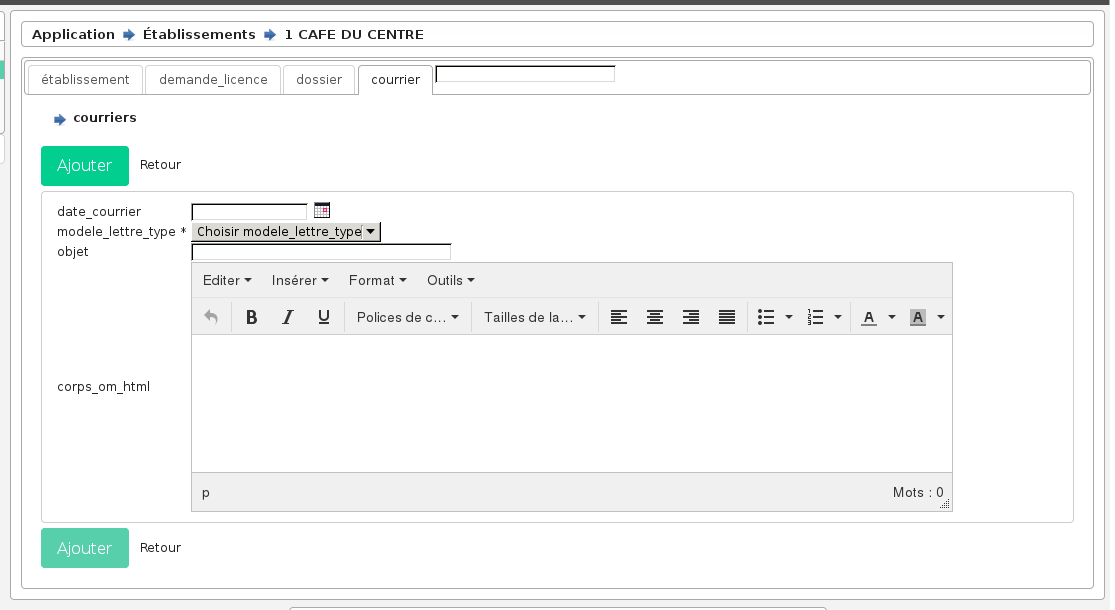 Application Établissements 1 CAFE DU CENTRE
établissement demande_licence dossier courrier
courriers
Ajouter Retour
date_courrier
modele_lettre_type * Choisir modele_lettre_type
objet
Editer Insérer Format Outils
B I U Polices de c... Tailles de la... A A
corps_om_html
p Mots : 0
Ajouter Retour